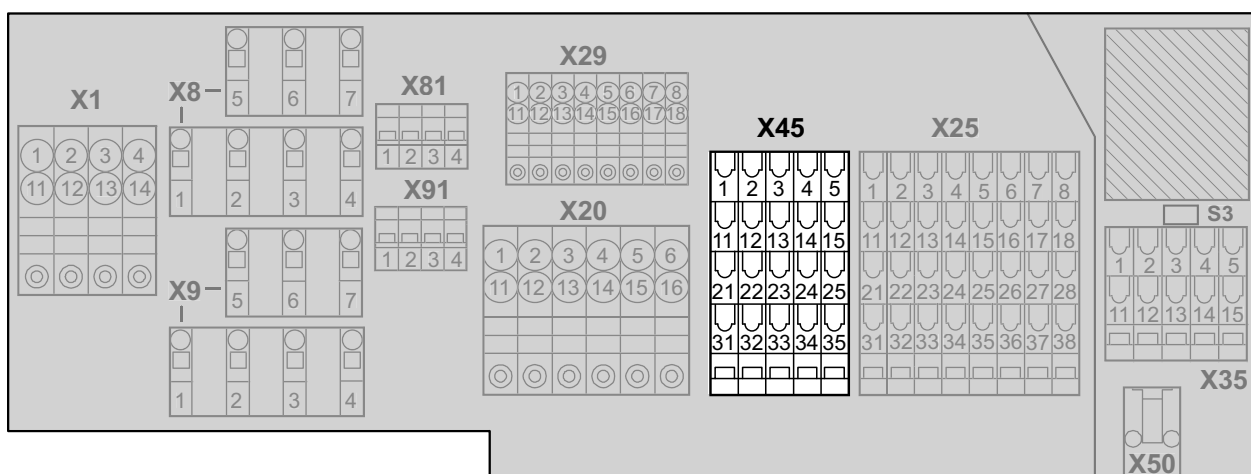 X1
1 2 3 4
11 12 13 14
X8
5 6 7
1 2 3 4
X9
5 6 7
1 2 3 4
X81
1 2 3 4
X91
1 2 3 4
X29
1 2 3 4 5 6 7 8
11 12 13 14 15 16 17 18
X20
1 2 3 4 5 6
11 12 13 14 15 16
X45
1 2 3 4 5
11 12 13 14 15
21 22 23 24 25
31 32 33 34 35
X25
1 2 3 4 5 6 7 8
11 12 13 14 15 16 17 18
21 22 23 24 25 26 27 28
31 32 33 34 35 36 37 38
S3
1 2 3 4 5
11 12 13 14 15
X35
X50